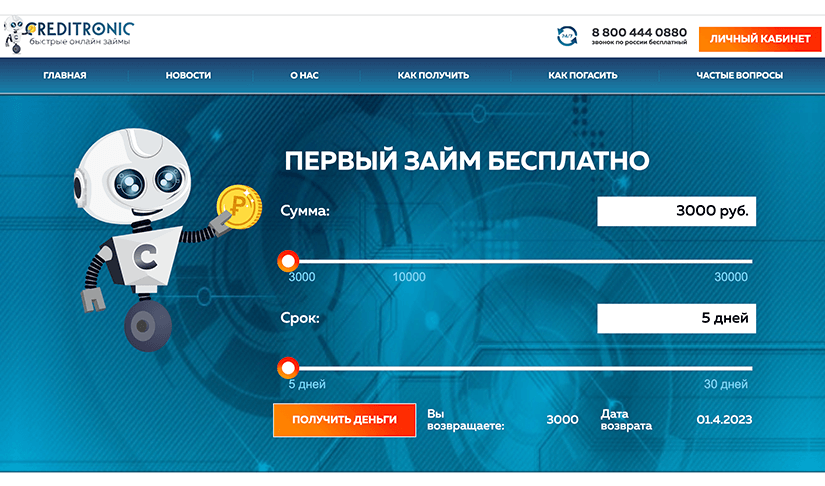 CREDITRONIC
быстрые онлайн займы
24/7
8 800 444 0880
звонок по россии бесплатный
ЛИЧНЫЙ КАБИНЕТ
ГЛАВНАЯ
НОВОСТИ
О НАС
КАК ПОЛУЧИТЬ
КАК ПОГАСИТЬ
ЧАСТЫЕ ВОПРОСЫ
ПЕРВЫЙ ЗАЙМ БЕСПЛАТНО
Сумма:
3000 руб.
3000
10000
30000
₽
C
Срок:
5 дней
5 дней
30 дней
ПОЛУЧИТЬ ДЕНЬГИ
Вы
возвращаете:
3000
Дата
возврата
01.4.2023